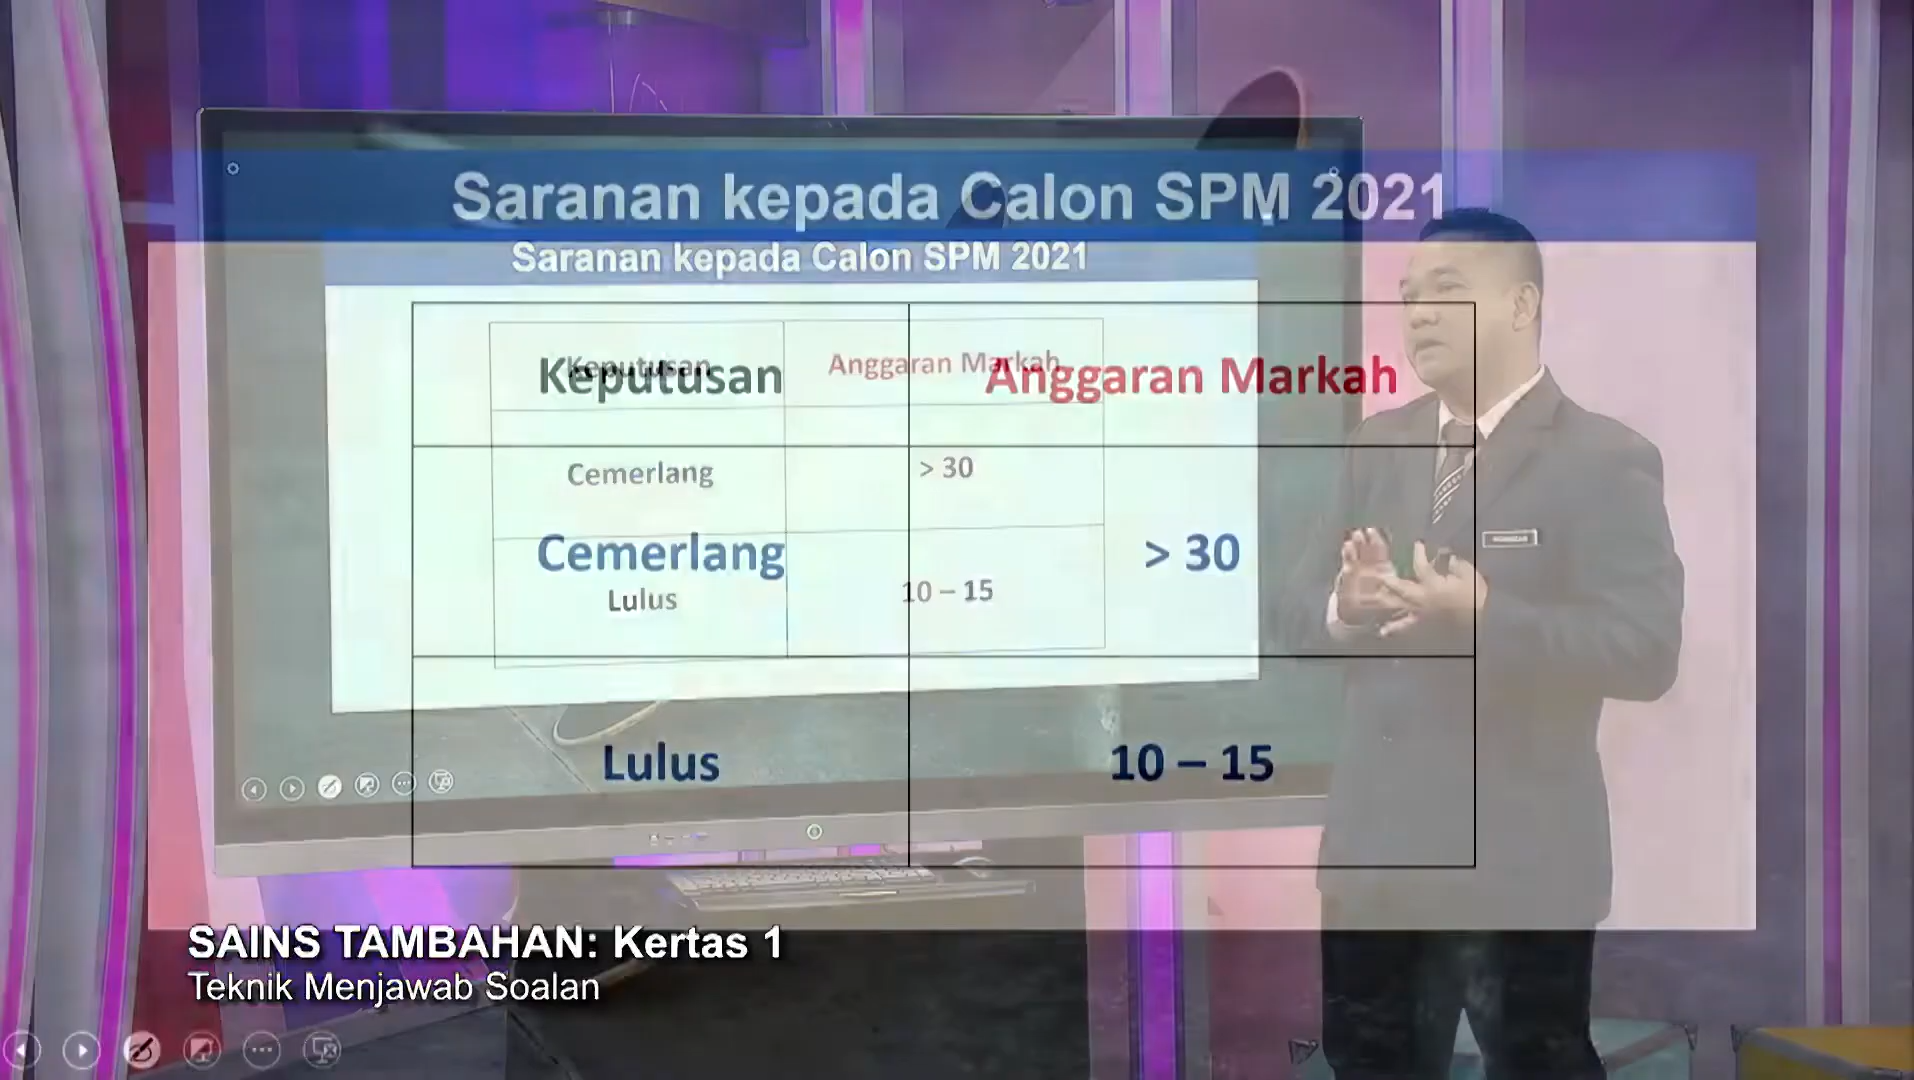 Saranan kepada Calon SPM 2021
Saranan kepada Calon SPM 2021
Keputusan Anggaran Markah
Keputusan Anggaran Markah
Cemerlang > 30
Cemerlang > 30
Lulus 10 – 15
Lulus 10 – 15
SAINS TAMBAHAN: Kertas 1
Teknik Menjawab Soalan